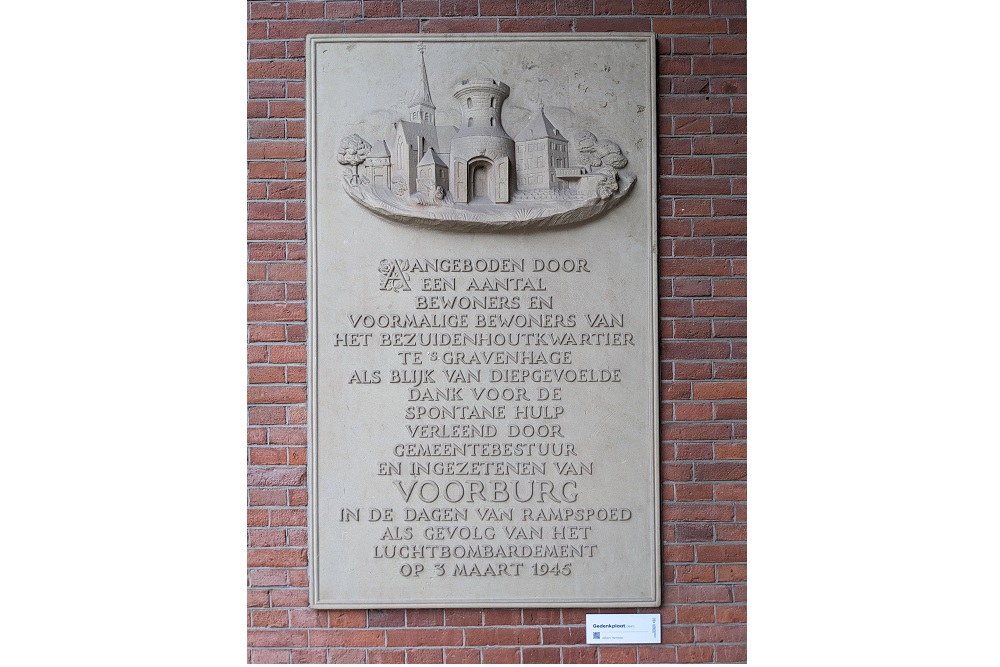 AANGEBODEN DOOR
EEN AANTAL
BEWONERS EN
VOORMALIGE BEWONERS VAN
HET BEZUIDENHOUTKWARTIER
TE 'S GRAVENHAGE
ALS BLIJK VAN DIEPGEVOELDE
DANK VOOR DE
SPONTANE HULP
VERLEEND DOOR
GEMEENTEBESTUUR
EN INGEZETENEN VAN
VOORBURG
IN DE DAGEN VAN RAMPSPOED
ALS GEVOLG VAN HET
LUCHTBOMBARDEMENT
OP 3 MAART 1945
Gedenkplaat